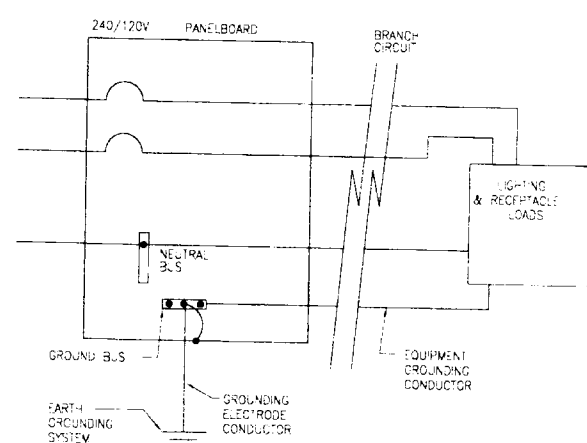 240/120V PANELBOARD
BRANCH
CIRCUIT
LIGHTING
& RECEPTACLE
LOADS
NEUTRAL
BUS
GROUND BUS
EQUIPMENT
GROUNDING
CONDUCTOR
GROUNDING
ELECTRODE
CONDUCTOR
EARTH
GROUNDING
SYSTEM